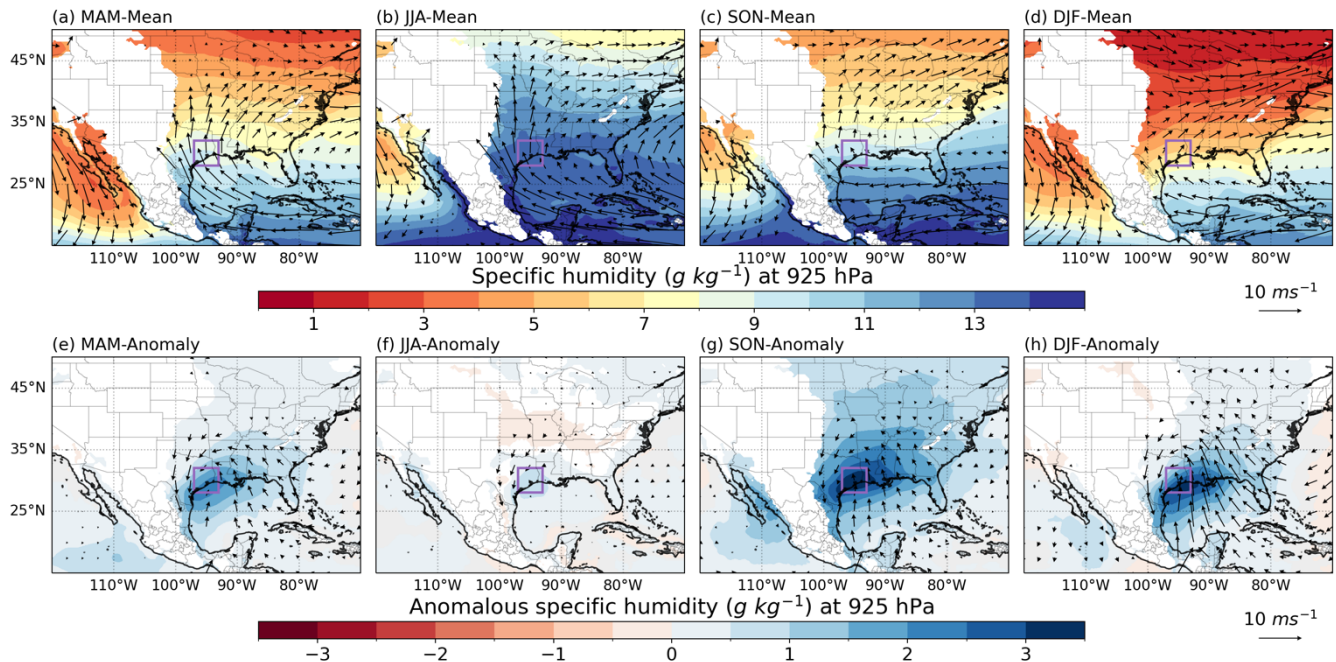 (a) MAM-Mean (b) JJA-Mean (c) SON-Mean (d) DJF-Mean
45°N
35°N
25°N
110°W 100°W 90°W 80°W 110°W 100°W 90°W 80°W 110°W 100°W 90°W 80°W 110°W 100°W 90°W 80°W
Specific humidity (g kg⁻¹) at 925 hPa
10 ms⁻¹
1 3 5 7 9 11 13
(e) MAM-Anomaly (f) JJA-Anomaly (g) SON-Anomaly (h) DJF-Anomaly
45°N
35°N
25°N
110°W 100°W 90°W 80°W 110°W 100°W 90°W 80°W 110°W 100°W 90°W 80°W 110°W 100°W 90°W 80°W
Anomalous specific humidity (g kg⁻¹) at 925 hPa
10 ms⁻¹
−3 −2 −1 0 1 2 3